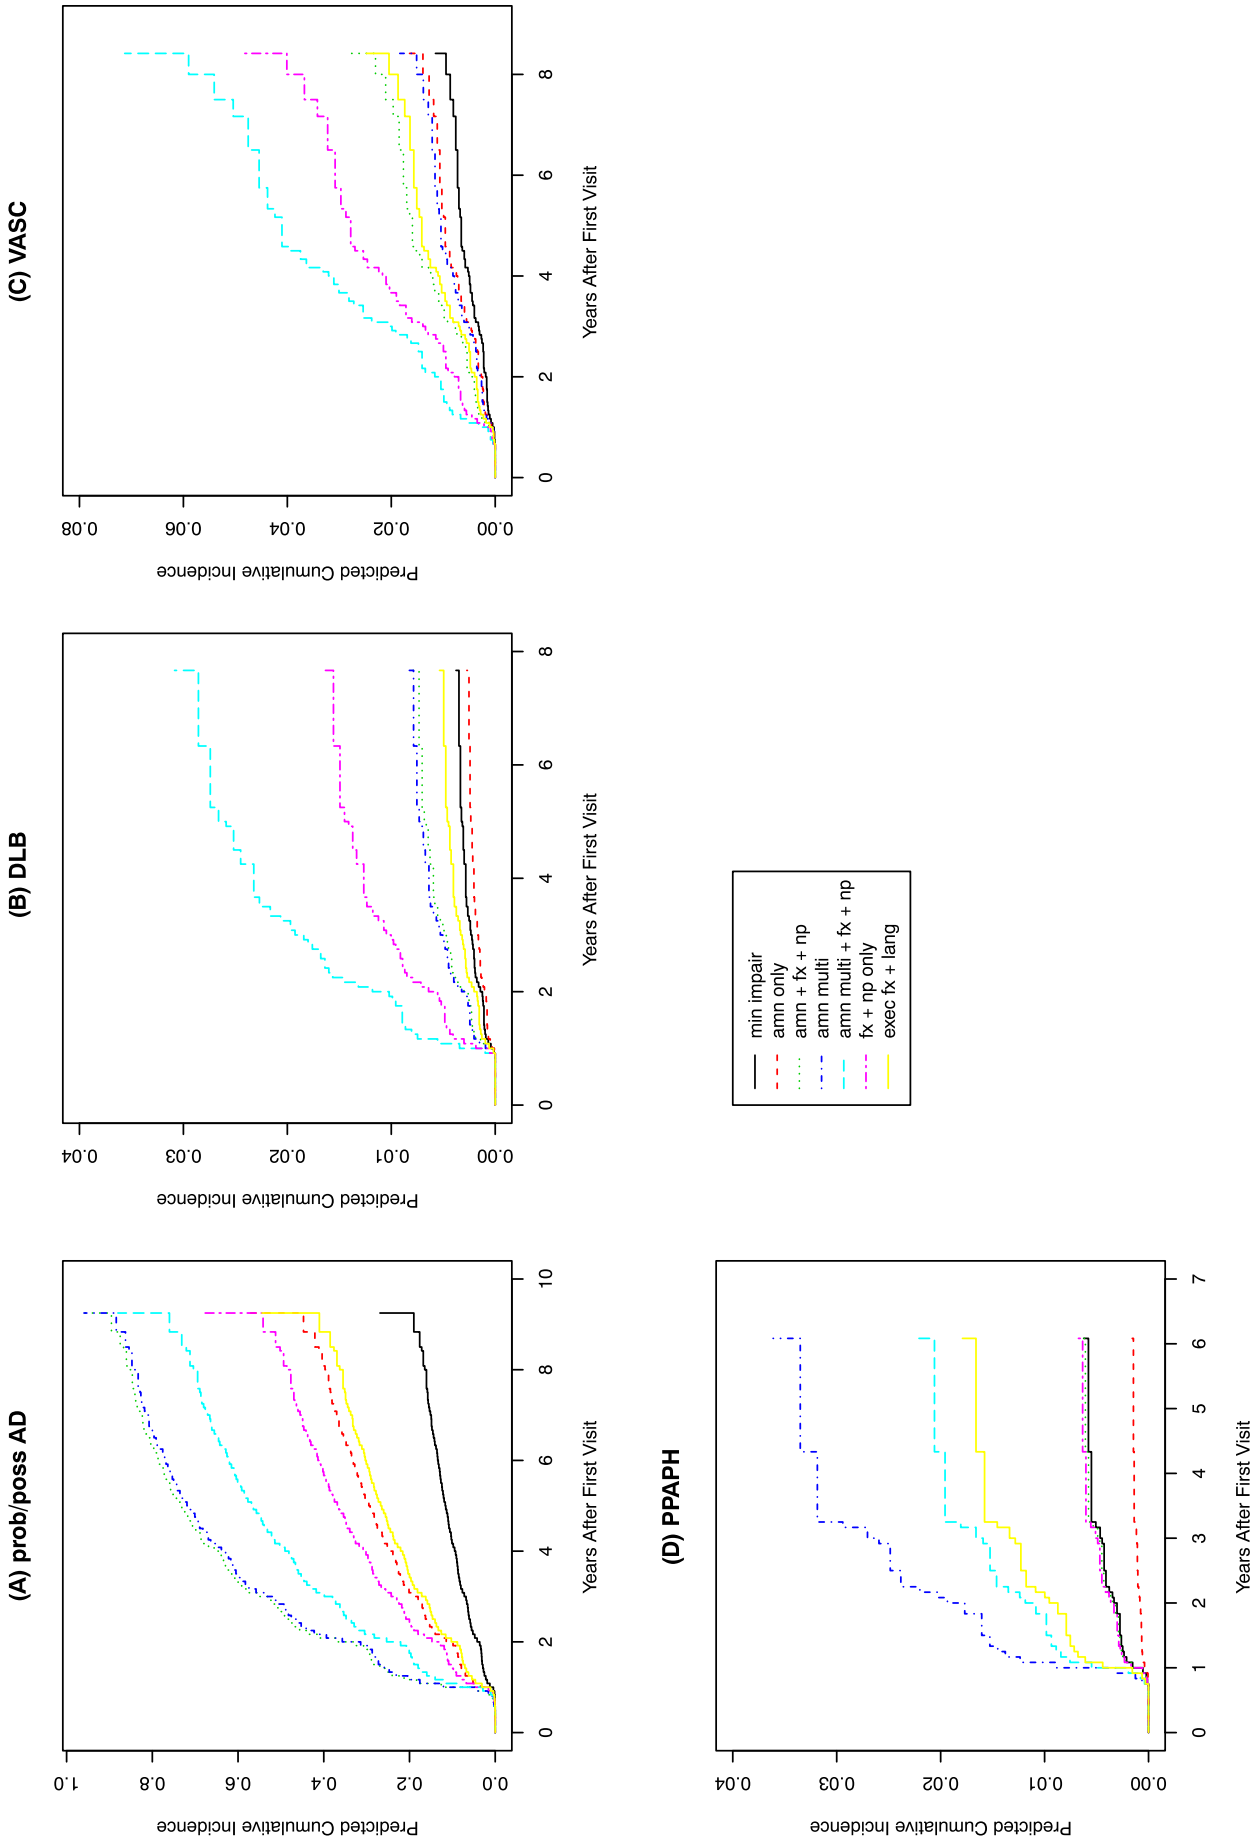 (A) prob/poss AD
Predicted Cumulative Incidence
0.0 0.2 0.4 0.6 0.8 1.0
0 2 4 6 8 10
Years After First Visit
(B) DLB
Predicted Cumulative Incidence
0.00 0.01 0.02 0.03 0.04
0 2 4 6 8
Years After First Visit
(C) VASC
Predicted Cumulative Incidence
0.00 0.02 0.04 0.06 0.08
0 2 4 6 8
Years After First Visit
(D) PPAPH
Predicted Cumulative Incidence
0.00 0.01 0.02 0.03 0.04
0 1 2 3 4 5 6 7
Years After First Visit
min impair
amn only
amn + fx + np
amn multi
amn multi + fx + np
fx + np only
exec fx + lang